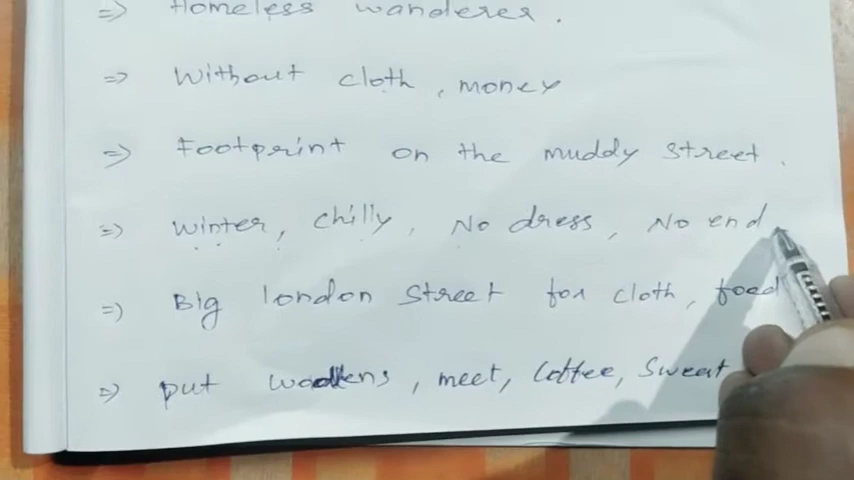 => Homeless wanderer.
=> Without cloth, money
=> Footprint on the muddy street.
=> Winter, chilly, No dress, No end
=> Big london street for cloth, food
=> put woollens, meet, Coffee, Sweat